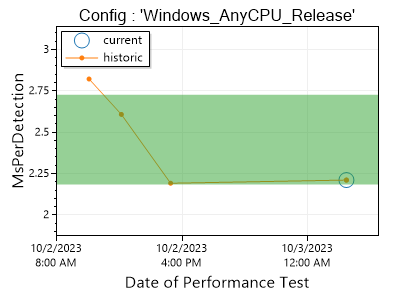 Config : 'Windows_AnyCPU_Release'
current
historic
3
2.75
2.5
2.25
2
MsPerDetection
10/2/2023 10/2/2023 10/3/2023
8:00 AM 4:00 PM 12:00 AM
Date of Performance Test